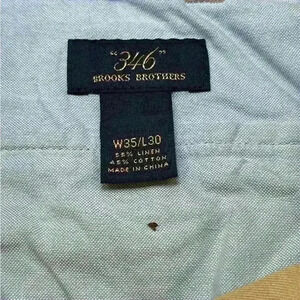 "346"
BROOKS BROTHERS
W35/L30
55% LINEN
45% COTTON
MADE IN CHINA